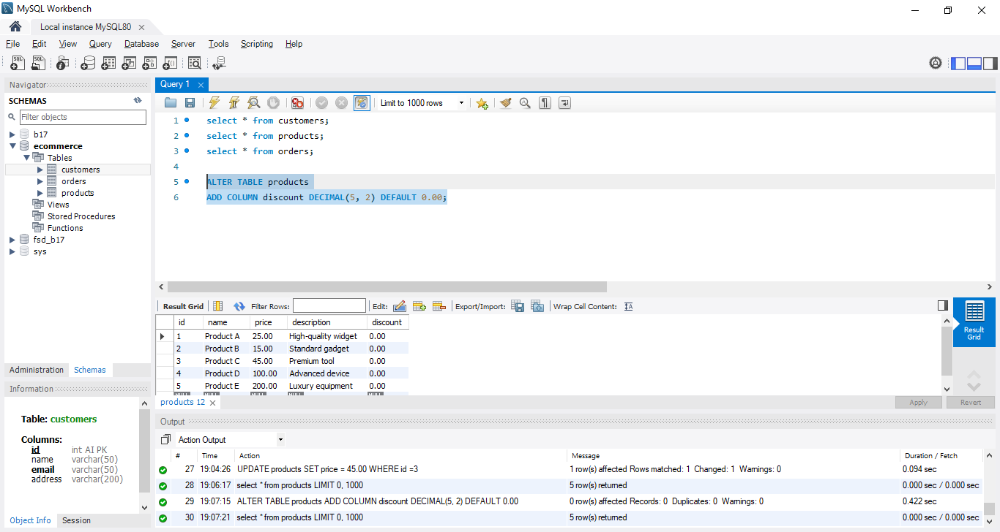 MySQL Workbench
Local instance MySQL80
File Edit View Query Database Server Tools Scripting Help
Navigator
SCHEMAS
Filter objects
b17
ecommerce
Tables
customers
orders
products
Views
Stored Procedures
Functions
fsd_b17
sys
Administration Schemas
Information
Table: customers
Columns:
id int AI PK
name varchar(50)
email varchar(50)
address varchar(200)
Object Info Session
Query 1
Limit to 1000 rows
1 select * from customers;
2 select * from products;
3 select * from orders;
4
5 ALTER TABLE products
6 ADD COLUMN discount DECIMAL(5, 2) DEFAULT 0.00;
Result Grid Filter Rows: Edit: Export/Import: Wrap Cell Content:
id name price description discount
1 Product A 25.00 High-quality widget 0.00
2 Product B 15.00 Standard gadget 0.00
3 Product C 45.00 Premium tool 0.00
4 Product D 100.00 Advanced device 0.00
5 Product E 200.00 Luxury equipment 0.00
Result
Grid
products 12
Apply Revert
Output
Action Output
# Time Action Message Duration / Fetch
27 19:04:26 UPDATE products SET price = 45.00 WHERE id =3 1 row(s) affected Rows matched: 1 Changed: 1 Warnings: 0 0.094 sec
28 19:06:17 select * from products LIMIT 0, 1000 5 row(s) returned 0.000 sec / 0.000 sec
29 19:07:15 ALTER TABLE products ADD COLUMN discount DECIMAL(5, 2) DEFAULT 0.00 0 row(s) affected Records: 0 Duplicates: 0 Warnings: 0 0.422 sec
30 19:07:21 select * from products LIMIT 0, 1000 5 row(s) returned 0.000 sec / 0.000 sec